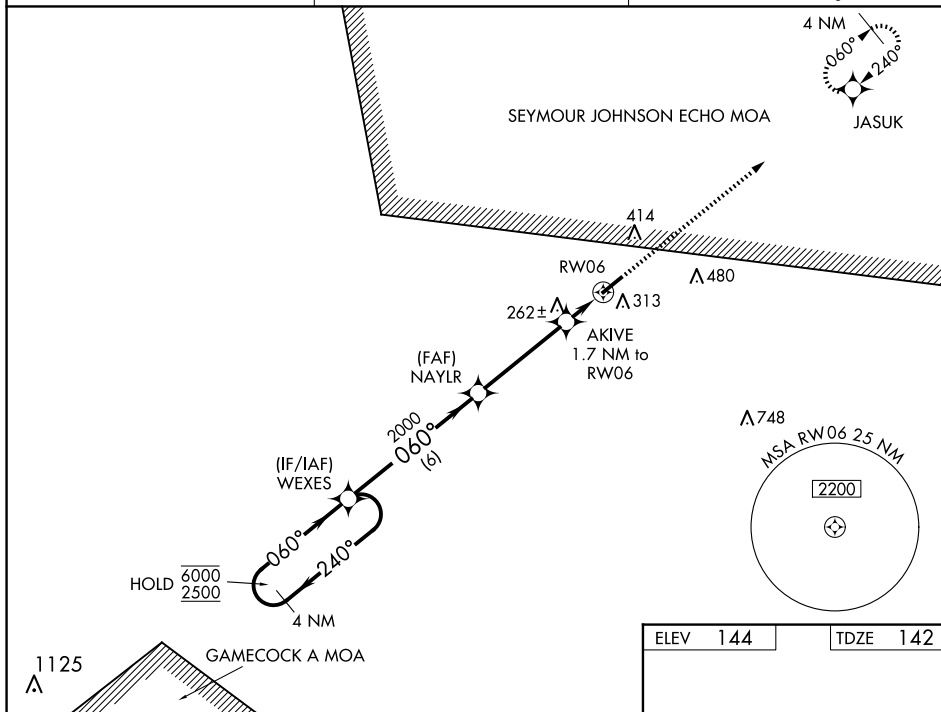 4 NM
060°
240°
JASUK
SEYMOUR JOHNSON ECHO MOA
414
RW06
480
262±
313
AKIVE
1.7 NM to
RW06
(FAF)
NAYLR
2000
060°
(6)
748
MSA RW06 25 NM
2200
(IF/IAF)
WEXES
060°
240°
HOLD 6000
2500
4 NM
GAMECOCK A MOA
1125
ELEV 144
TDZE 142